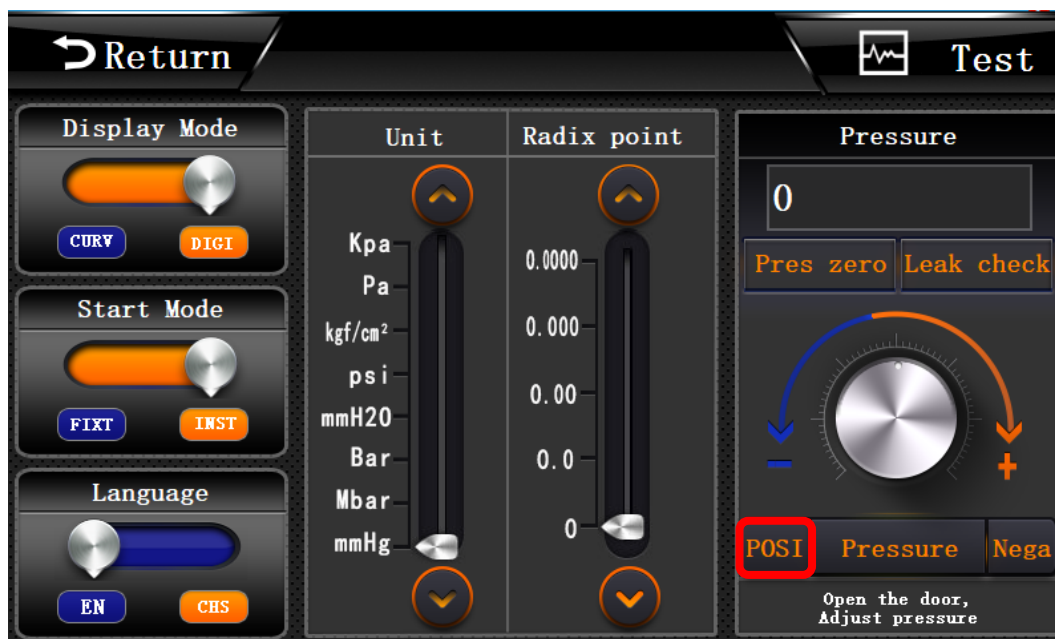 Return
Test
Display Mode
CURV
DIGI
Start Mode
FIXT
INST
Language
EN
CHS
Unit
Kpa
Pa
kgf/cm²
psi
mmH2O
Bar
Mbar
mmHg
Radix point
0.0000
0.000
0.00
0.0
0
Pressure
0
Pres zero
Leak check
－
+
POSI
Pressure
Nega
Open the door,
Adjust pressure